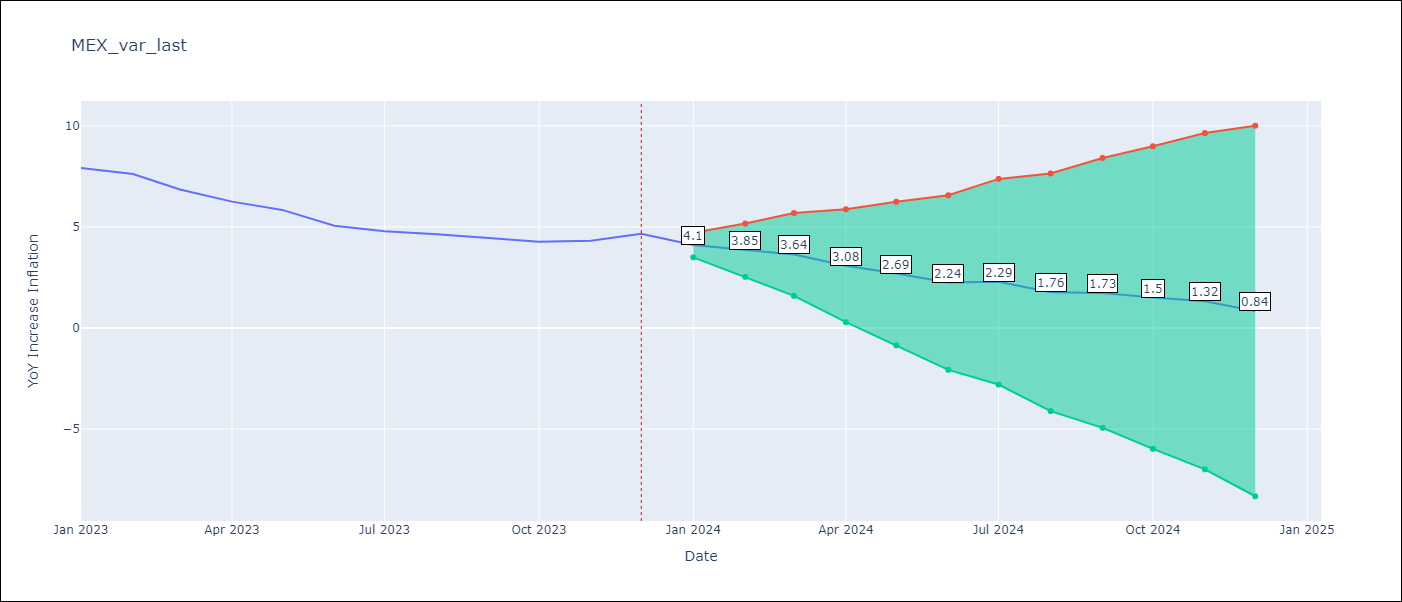 MEX_var_last
YoY Increase Inflation
10
5
0
−5
4.1
3.85
3.64
3.08
2.69
2.24
2.29
1.76
1.73
1.5
1.32
0.84
Jan 2023
Apr 2023
Jul 2023
Oct 2023
Jan 2024
Apr 2024
Jul 2024
Oct 2024
Jan 2025
Date